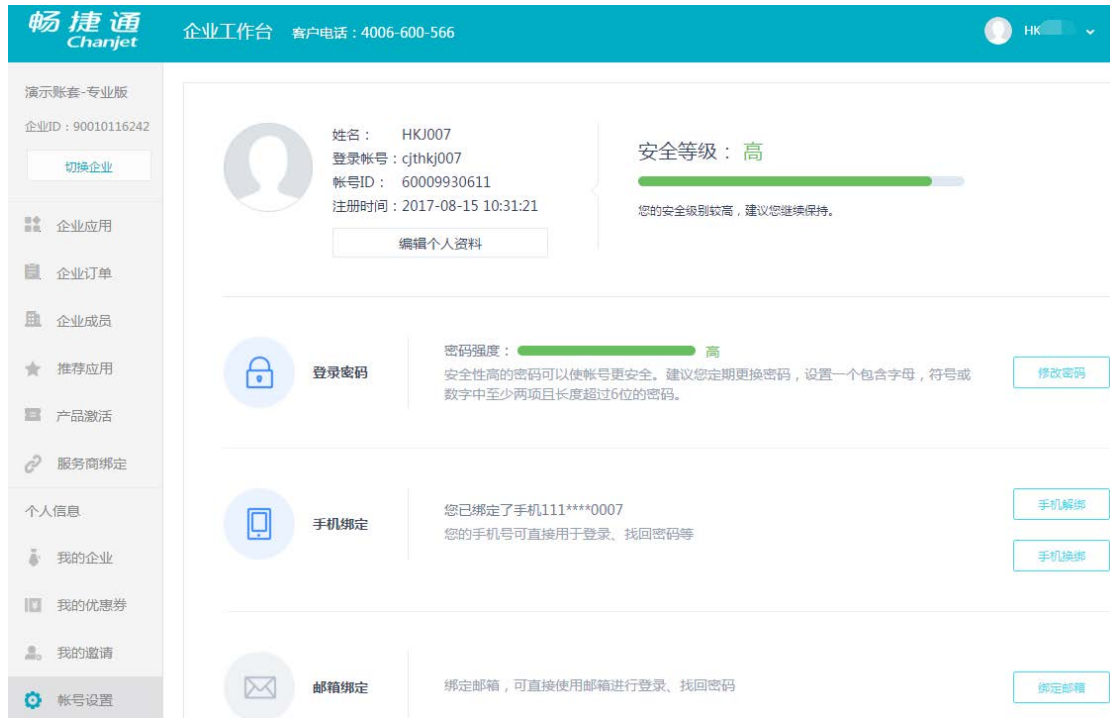 畅捷通
Chanjet
企业工作台 客户电话：4006-600-566
HK
演示账套-专业版
企业ID：90010116242
切换企业
企业应用
企业订单
企业成员
推荐应用
产品激活
服务商绑定
个人信息
我的企业
我的优惠券
我的邀请
帐号设置
姓名： HKJ007
登录帐号：cjthkj007
帐号ID： 60009930611
注册时间：2017-08-15 10:31:21
编辑个人资料
安全等级：高
您的安全级别较高，建议您继续保持。
登录密码
密码强度： 高
安全性高的密码可以使帐号更安全。建议您定期更换密码，设置一个包含字母，符号或
数字中至少两项且长度超过6位的密码。
修改密码
手机绑定
您已绑定了手机111****0007
您的手机号可直接用于登录、找回密码等
手机解绑
手机换绑
邮箱绑定
绑定邮箱，可直接使用邮箱进行登录、找回密码
绑定邮箱